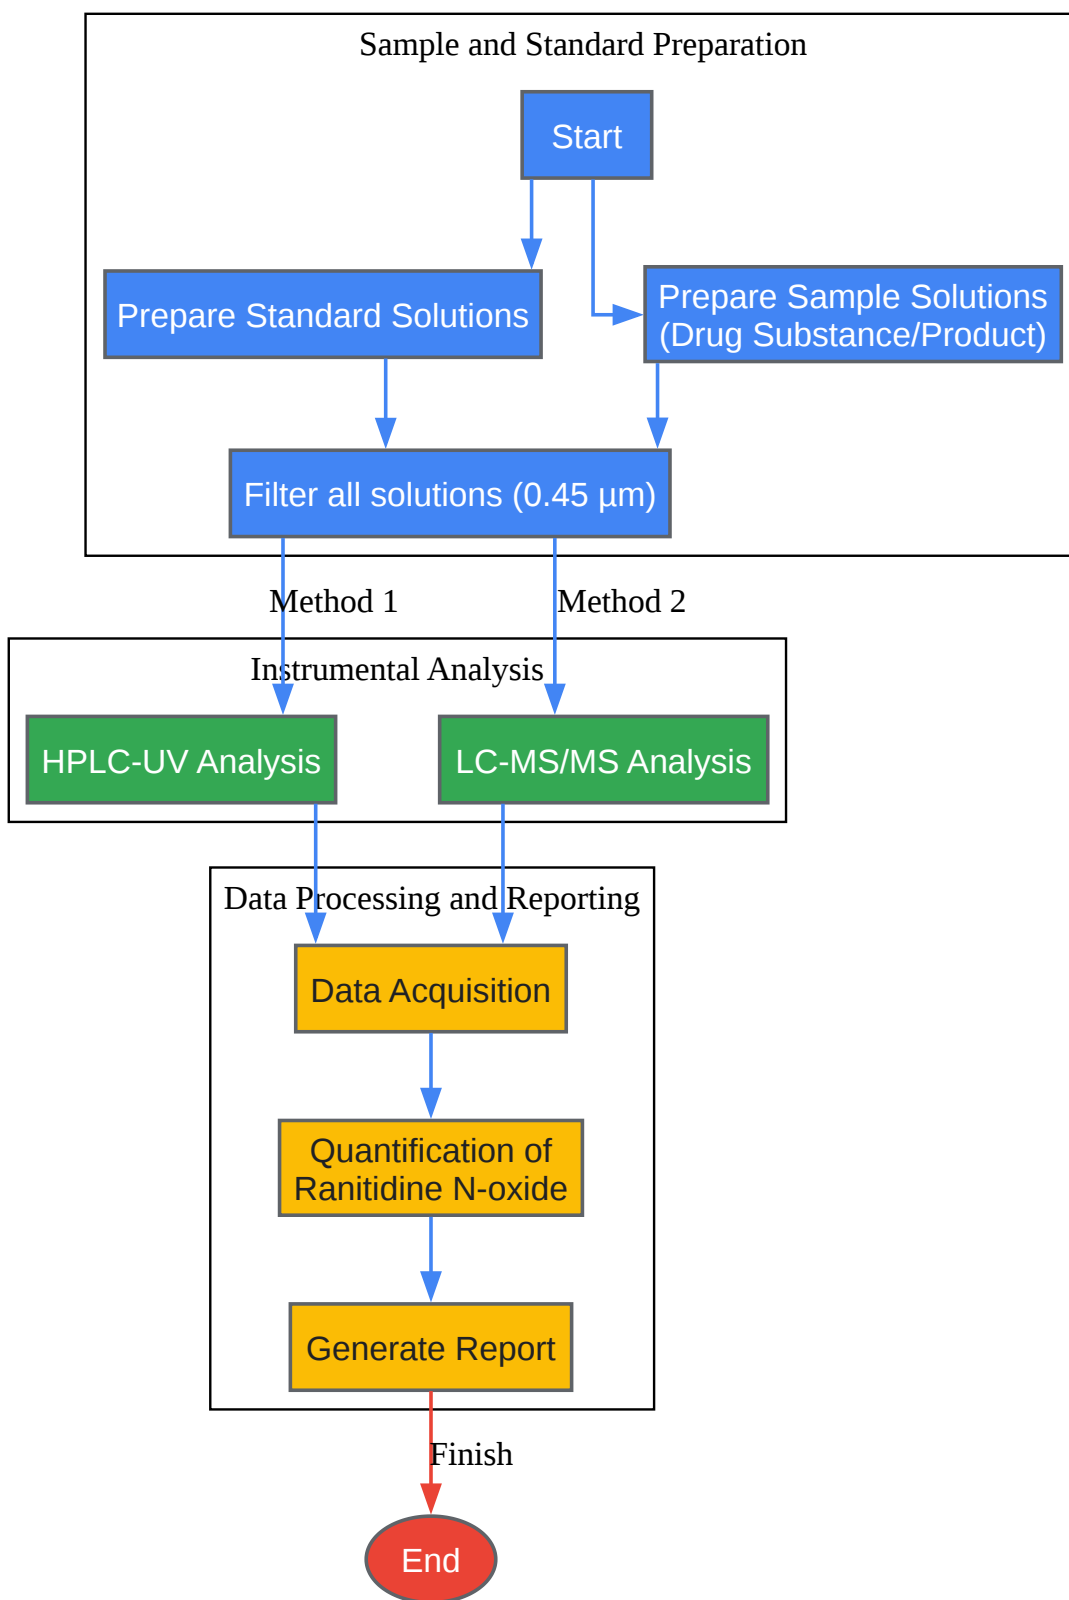 Sample and Standard Preparation
Start
Prepare Standard Solutions
Prepare Sample Solutions
(Drug Substance/Product)
Filter all solutions (0.45 µm)
Method 1
Method 2
Instrumental Analysis
HPLC-UV Analysis
LC-MS/MS Analysis
Data Processing and Reporting
Data Acquisition
Quantification of
Ranitidine N-oxide
Generate Report
Finish
End